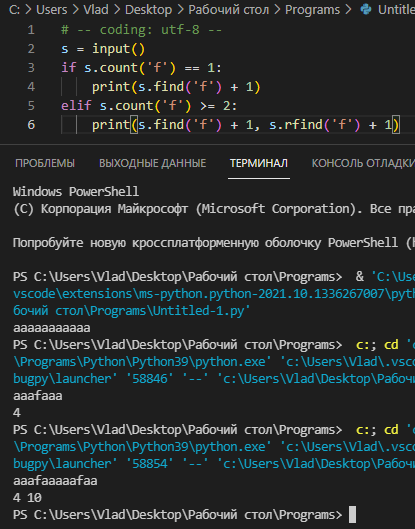 C: > Users > Vlad > Desktop > Рабочий стол > Programs > Untitle
1 # -- coding: utf-8 --
2 s = input()
3 if s.count('f') == 1:
4 print(s.find('f') + 1)
5 elif s.count('f') >= 2:
6 print(s.find('f') + 1, s.rfind('f') + 1)
ПРОБЛЕМЫ ВЫХОДНЫЕ ДАННЫЕ ТЕРМИНАЛ КОНСОЛЬ ОТЛАДКИ
Windows PowerShell
(C) Корпорация Майкрософт (Microsoft Corporation). Все пра
Попробуйте новую кроссплатформенную оболочку PowerShell (h
PS C:\Users\Vlad\Desktop\Рабочий стол\Programs> & 'C:\Use
vscode\extensions\ms-python.python-2021.10.1336267007\pyth
бочий стол\Programs\Untitled-1.py'
aaaaaaaaaaa
PS C:\Users\Vlad\Desktop\Рабочий стол\Programs> c:; cd 'c
\Programs\Python\Python39\python.exe' 'c:\Users\Vlad\.vsco
bugpy\launcher' '58846' '--' 'c:\Users\Vlad\Desktop\Рабочи
aaafaaa
4
PS C:\Users\Vlad\Desktop\Рабочий стол\Programs> c:; cd 'c
\Programs\Python\Python39\python.exe' 'c:\Users\Vlad\.vsco
bugpy\launcher' '58854' '--' 'c:\Users\Vlad\Desktop\Рабочи
aaafaaaaafaa
4 10
PS C:\Users\Vlad\Desktop\Рабочий стол\Programs>